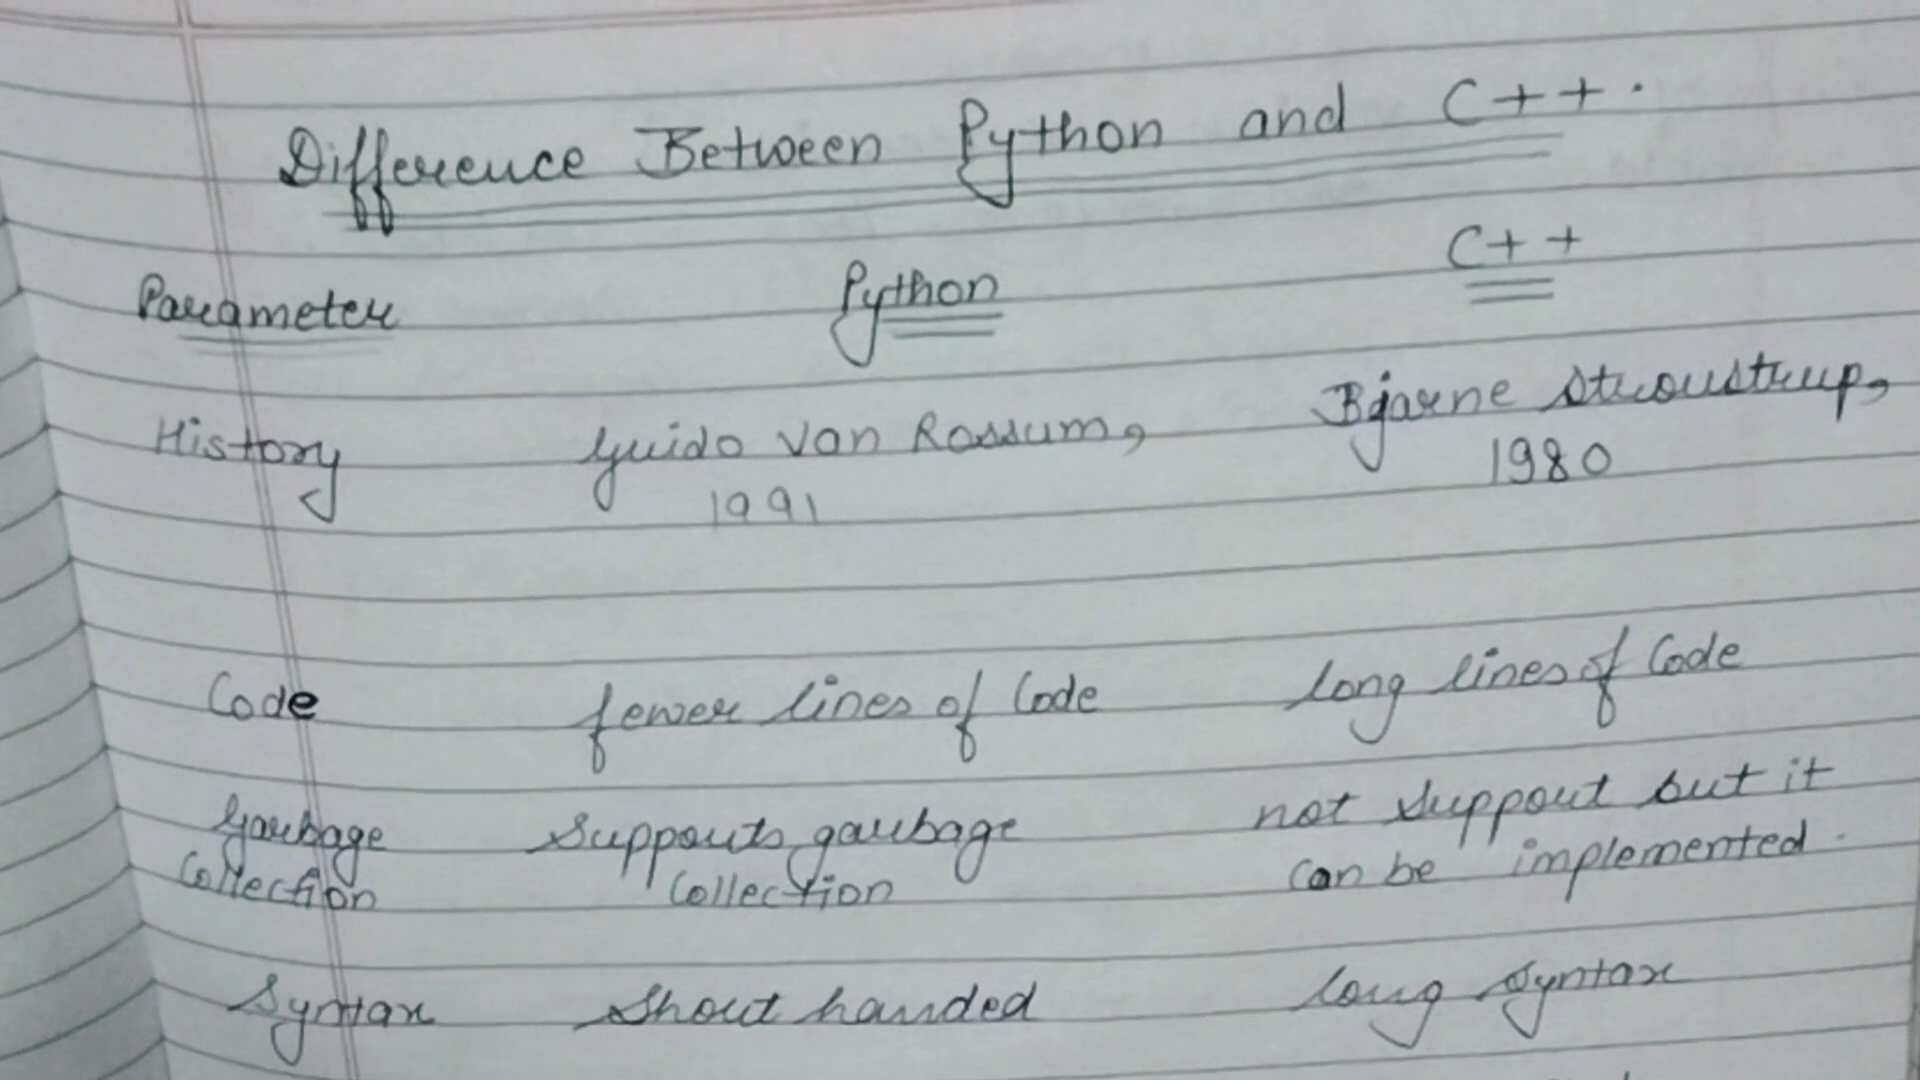 Difference Between Python and C++.
Parameter Python C++
History Guido Van Rossum, Bjarne Stroustrup,
1991 1980
Code fewer lines of Code long lines of Code
Garbage Supports garbage not support but it
Collection Collection can be implemented.
Syntax Short handed long syntax